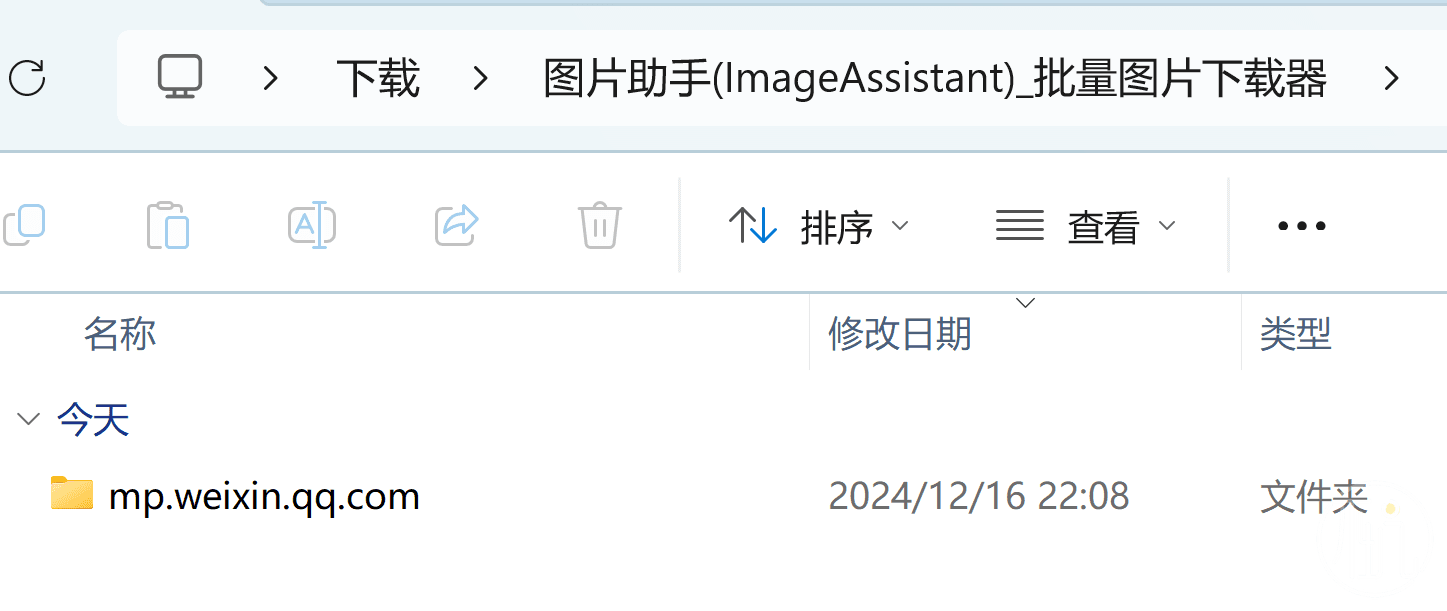 下载 图片助手(ImageAssistant)_批量图片下载器
排序 查看
名称 修改日期 类型
今天
mp.weixin.qq.com 2024/12/16 22:08 文件夹